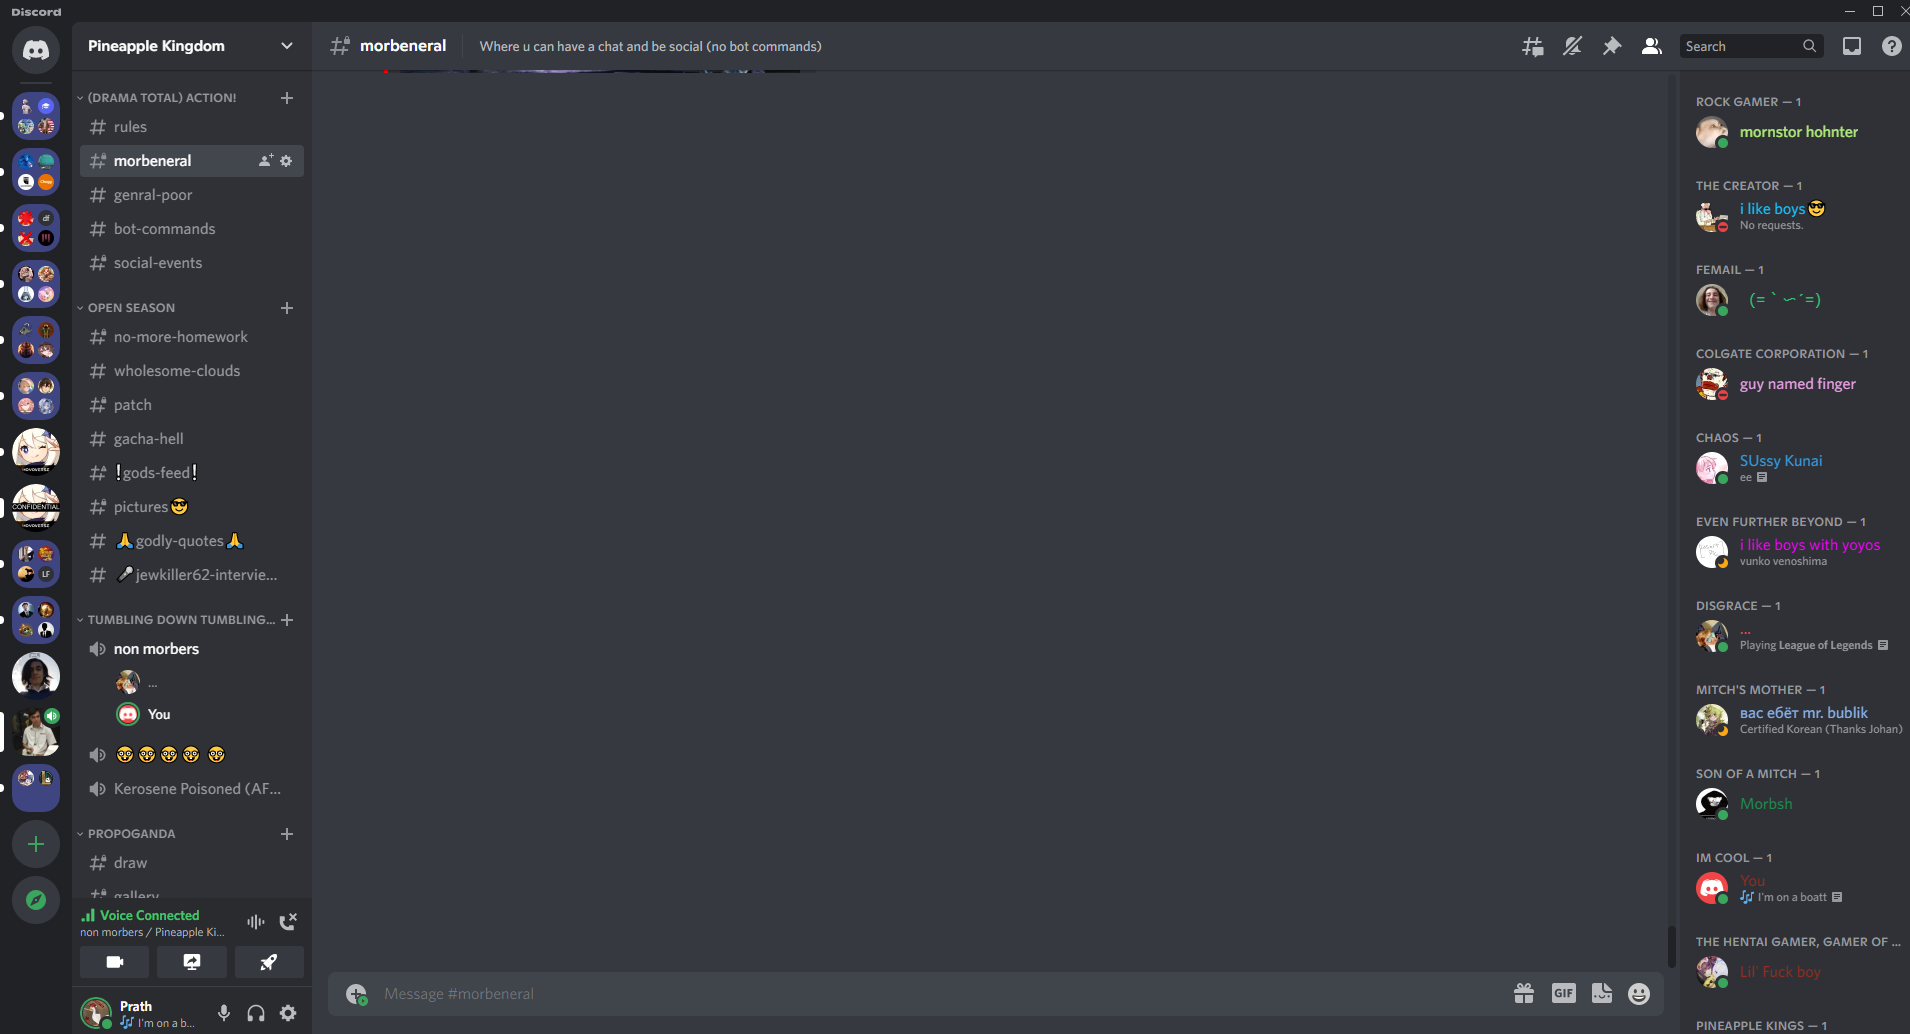 Discord
Pineapple Kingdom
(DRAMA TOTAL) ACTION!
rules
morbeneral
genral-poor
bot-commands
social-events
OPEN SEASON
no-more-homework
wholesome-clouds
patch
gacha-hell
❕gods-feed❕
pictures😎
🙏godly-quotes🙏
🎤jewkiller62-intervie...
TUMBLING DOWN TUMBLING...
non morbers
...
You
🤓 🤓 🤓 🤓 🤓
Kerosene Poisoned (AF...
PROPOGANDA
draw
gallery
Voice Connected
non morbers / Pineapple Ki...
Prath
🎶 I'm on a b...
df
LF
HOYOVERSE
CONFIDENTIAL
HOYOVERSE
morbeneral
Where u can have a chat and be social (no bot commands)
Search
Message #morbeneral
GIF
ROCK GAMER — 1
mornstor hohnter
THE CREATOR — 1
i like boys😎
No requests.
FEMAIL — 1
(=｀∽´=)
COLGATE CORPORATION — 1
guy named finger
CHAOS — 1
SUssy Kunai
ee
EVEN FURTHER BEYOND — 1
i like boys with yoyos
vunko venoshima
DISGRACE — 1
...
Playing League of Legends
MITCH'S MOTHER — 1
вас ебёт mr. bublik
Certified Korean (Thanks Johan)
SON OF A MITCH — 1
Morbsh
IM COOL — 1
You
🎶 I'm on a boatt
THE HENTAI GAMER, GAMER OF ...
Lil' Fuck boy
PINEAPPLE KINGS — 1